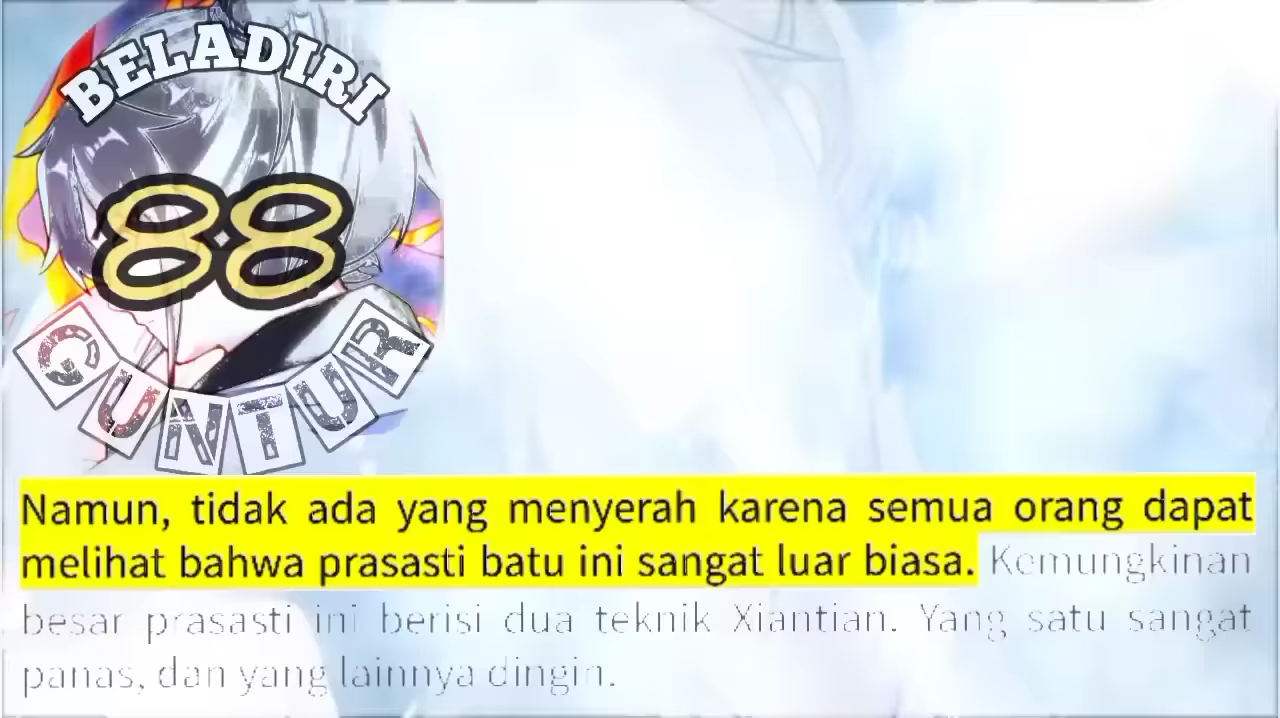 BELADIRI
88
GUNTUR
Namun, tidak ada yang menyerah karena semua orang dapat
melihat bahwa prasasti batu ini sangat luar biasa. Kemungkinan
besar prasasti ini berisi dua teknik Xiantian. Yang satu sangat
panas, dan yang lainnya dingin.